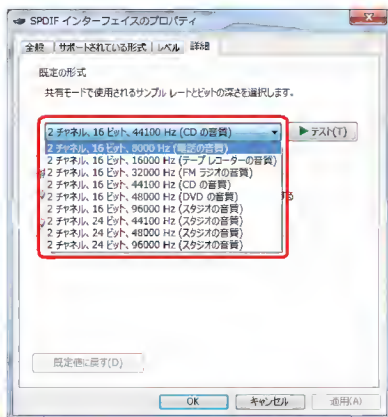 SPDIF インターフェイスのプロパティ
全般 サポートされている形式 レベル 詳細
既定の形式
共有モードで使用されるサンプル レートとビットの深さを選択します。
2 チャネル、16 ビット、44100 Hz (CD の音質)
▶テスト(T)
2 チャネル、16 ビット、8000 Hz (電話の音質)
2 チャネル、16 ビット、16000 Hz (テープ レコーダーの音質)
2 チャネル、16 ビット、32000 Hz (FM ラジオの音質)
2 チャネル、16 ビット、44100 Hz (CD の音質)
2 チャネル、16 ビット、48000 Hz (DVD の音質)
2 チャネル、16 ビット、96000 Hz (スタジオの音質)
2 チャネル、24 ビット、44100 Hz (スタジオの音質)
2 チャネル、24 ビット、48000 Hz (スタジオの音質)
2 チャネル、24 ビット、96000 Hz (スタジオの音質)
する
既定値に戻す(D)
OK キャンセル 適用(A)